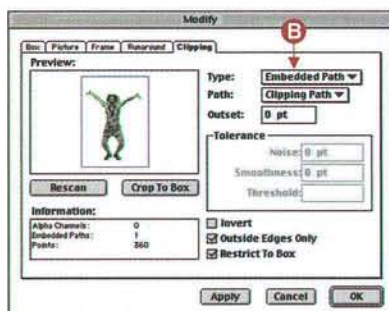 Modify
B
Box Picture Frame Runaround Clipping
Preview:
Type: Embedded Path
Path: Clipping Path
Outset: 0 pt
Tolerance
Noise: 0 pt
Smoothness: 0 pt
Threshold:
Rescan Crop To Box
Information:
Alpha Channels: 0
Embedded Paths: 1
Points: 360
Invert
Outside Edges Only
Restrict To Box
Apply Cancel OK